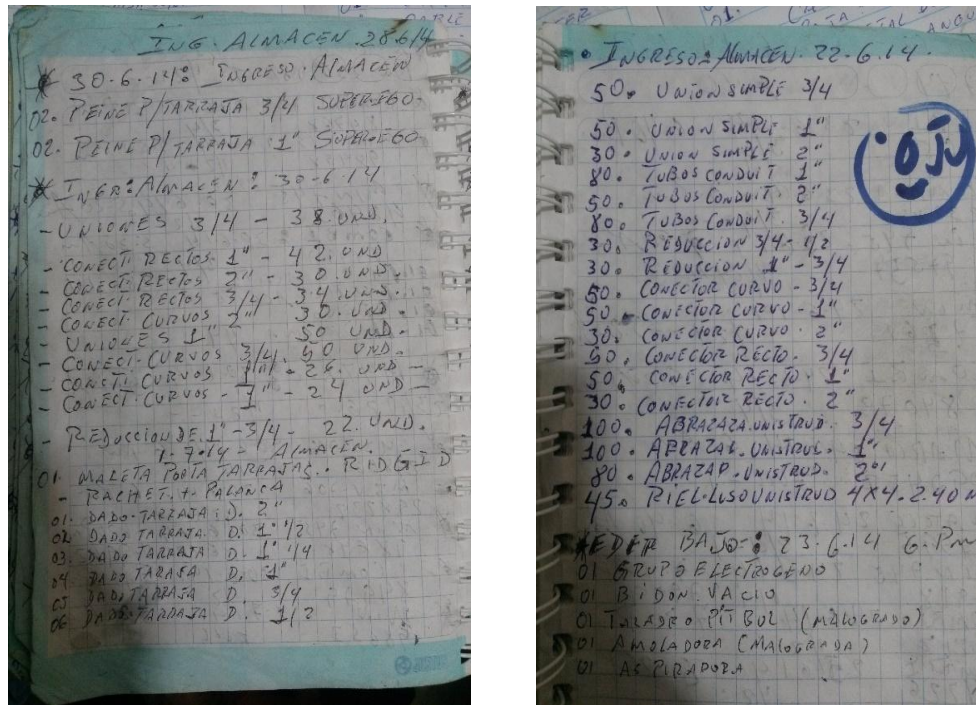 ING. ALMACEN. 28.6/4
* 30-6.14: INGRESO. ALMACEN
02. PEINE P/TARRAJA 3/4 SUPEREGO-
02. PEINE P/TARRAJA 1" SUPEREGO-
* INGR: ALMACEN: 30-6-14
- UNIONES 3/4 - 38. UND.
- CONECT. RECTOS. 1" - 42. UND
- CONECT. RECTOS 2" - 30. UND.
- CONECT RECTOS 3/4 - 34. UND.
- CONECT. CURVOS 2" - 30. UND.
- UNIONES 1" 50 UND.
- CONECT. CURVOS 3/4. 50 UND.
- CONECT. CURVOS 1" - 26. UND -
- CONECT. CURVOS - 1" - 24 UND -
- REDUCCION DE. 1" - 3/4 - 22. UND.
1-7-14 - ALMACEN.
01. MALETA PORTA TARRAJAS. RIDGID
- RACHET. + PALANCA
01. DADO TARRAJA: D. 2"
02. DADO TARRAJA D. 1" 1/2
03. DADO TARRAJA D. 1" 1/4
04 DADO TARAJA D. 1"
05 DADO TARRAJA D. 3/4
06 DADO TARRAJA D. - 1/2
• INGRESO: ALMACEN. 22-6.14.
50. UNION SIMPLE 3/4
50. UNION SIMPLE 1"
30. UNION SIMPLE 2"
80. TUBOS CONDUIT 1"
50. TUBOS CONDUIT. 2"
80. TUBOS CONDUIT. 3/4
30. REDUCCION 3/4 - 1/2
30. REDUCCION 1" - 3/4
50. CONECTOR CURVO - 3/4
50. CONECTOR CURVO - 1"
30. CONECTOR CURVO. 2"
50. CONECTOR RECTO. 3/4
50. CONECTOR RECTO. 1"
30. CONECTOR RECTO. 2"
100. ABRAZAZA. UNISTRUD. 3/4
100. ABRAZAZ. UNISTRUD. 1"
80. ABRAZAD. UNISTRUD. 2"
45. RIEL. LUSO UNISTRUD 4X4.2.40 M
BAJO: 23-6.14 6.Pm
01 GRUPO ELECTROGENO
01 BIDON. VACIO
01 TALADRO PITBUL (MALOGRADO)
01 AMOLADORA (MALOGRADA)
01 ASPIRADORA